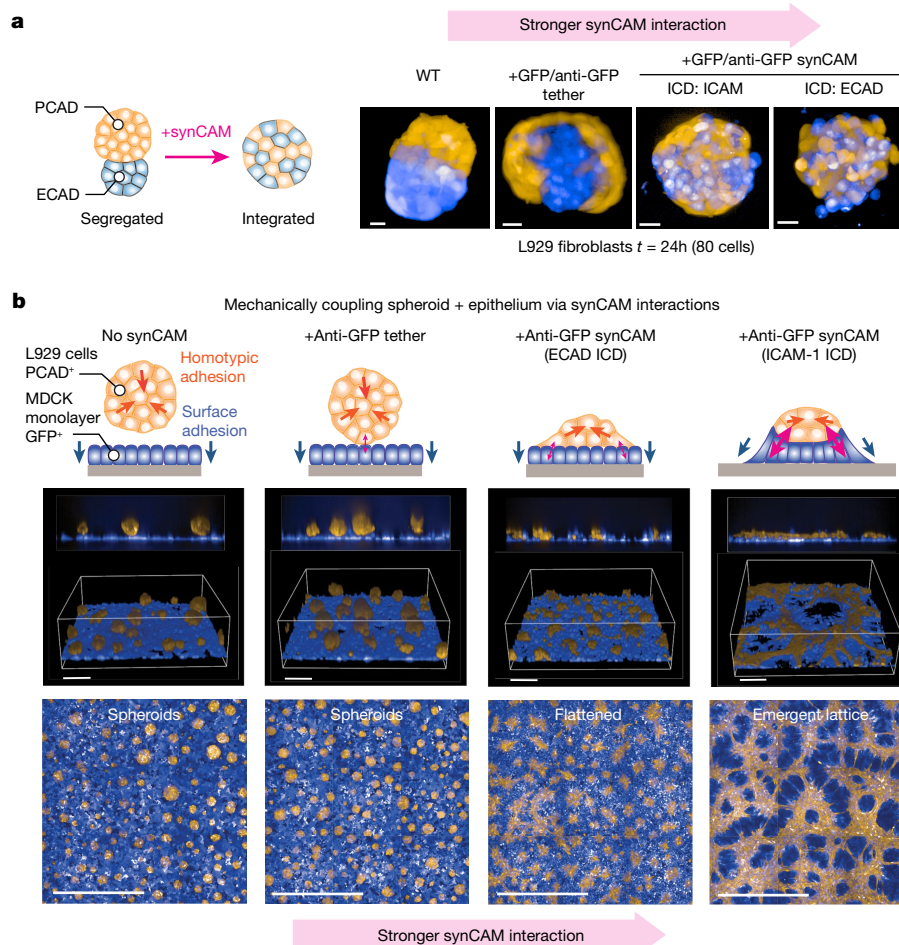 a
Stronger synCAM
interaction
PCAD
ECAD
+synCAM
Segregated
Integrated
WT
+GFP/anti-GFP
tether
+GFP/anti-GFP synCAM
ICD: ICAM
ICD: ECAD
L929 fibroblasts t = 24h (80 cells)
b
Mechanically coupling spheroid + epithelium via synCAM interactions
No synCAM
+Anti-GFP tether
+Anti-GFP synCAM
(ECAD ICD)
+Anti-GFP synCAM
(ICAM-1 ICD)
L929 cells
PCAD⁺
Homotypic
adhesion
MDCK
monolayer
GFP⁺
Surface
adhesion
Spheroids
Spheroids
Flattened
Emergent lattice
Stronger synCAM interaction